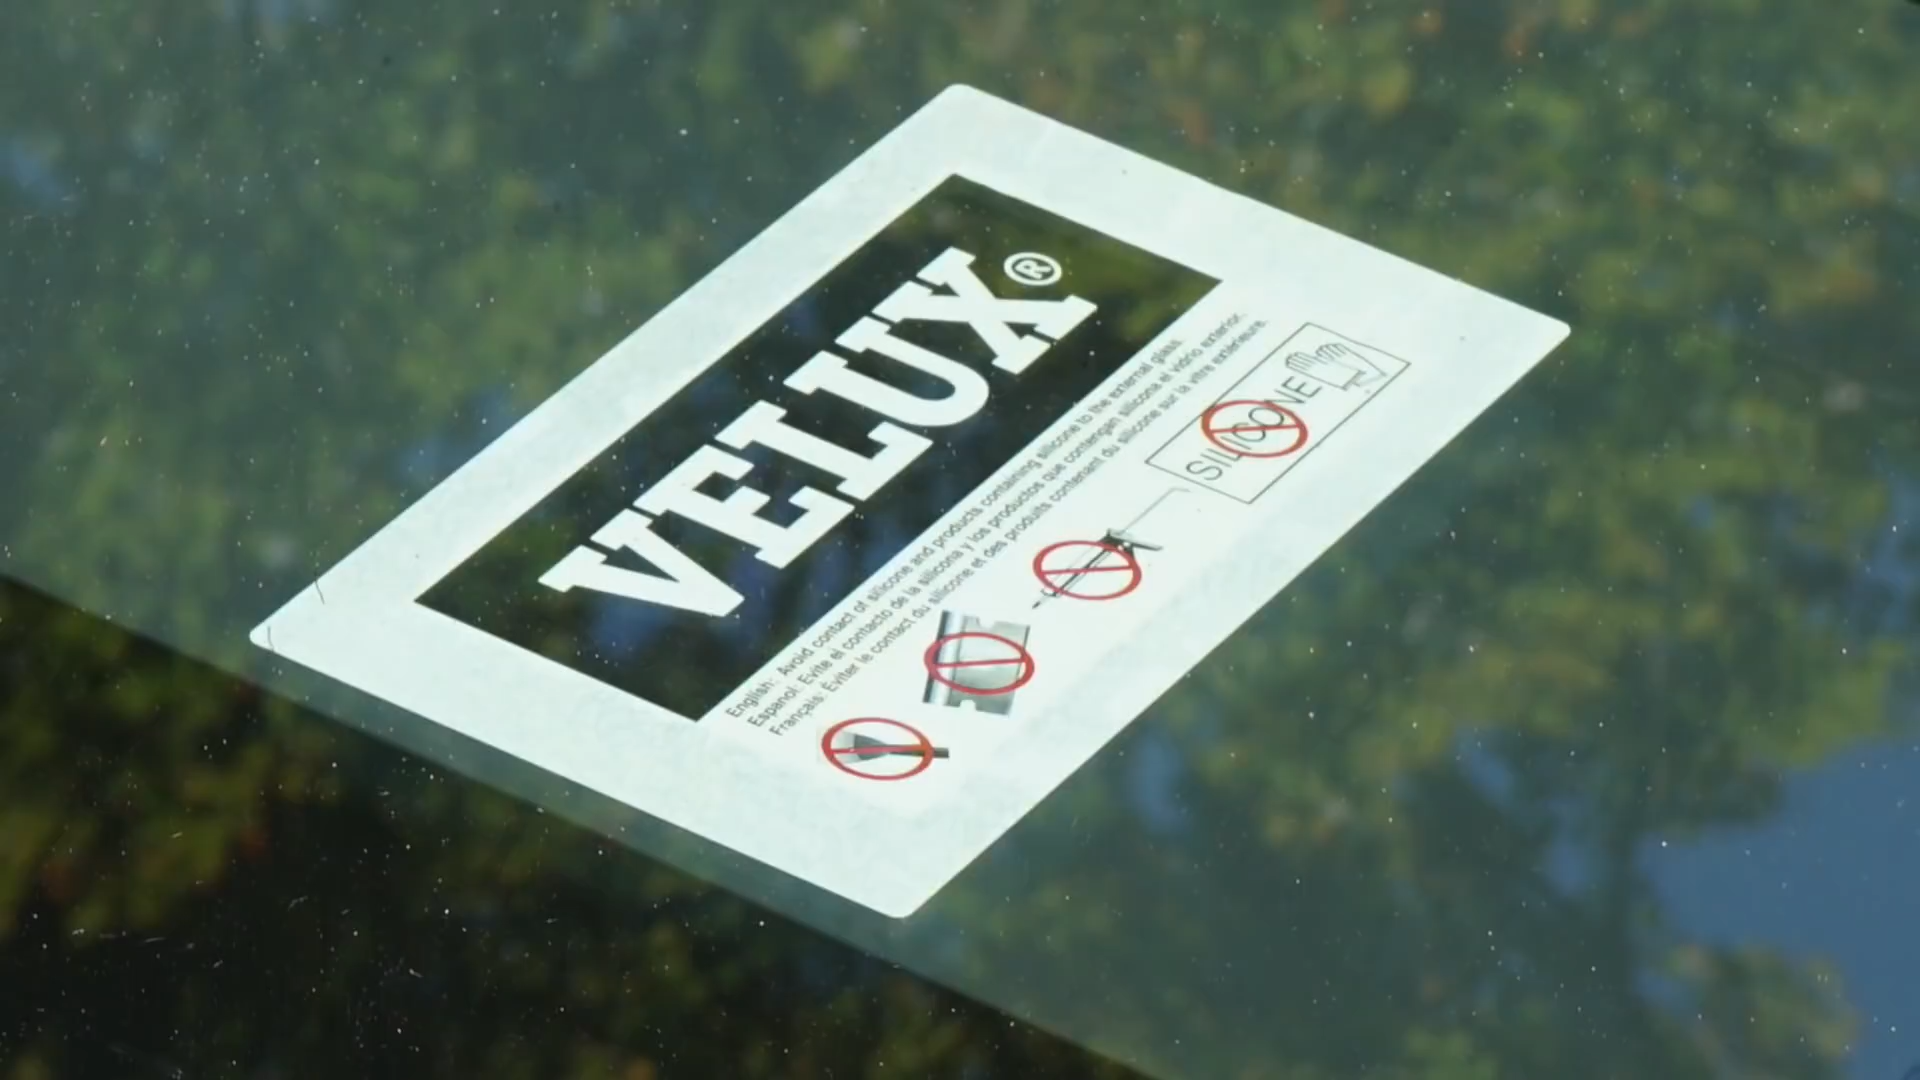 VELUX®
English: Avoid contact of silicone and products containing silicone to the external glass.
Espanol: Evite el contacto de la silicona y los productos que contengan silicona el vidrio exterior.
Français: Éviter le contact du silicone et des produits contenant du silicone sur la vitre extérieure.
SILICONE